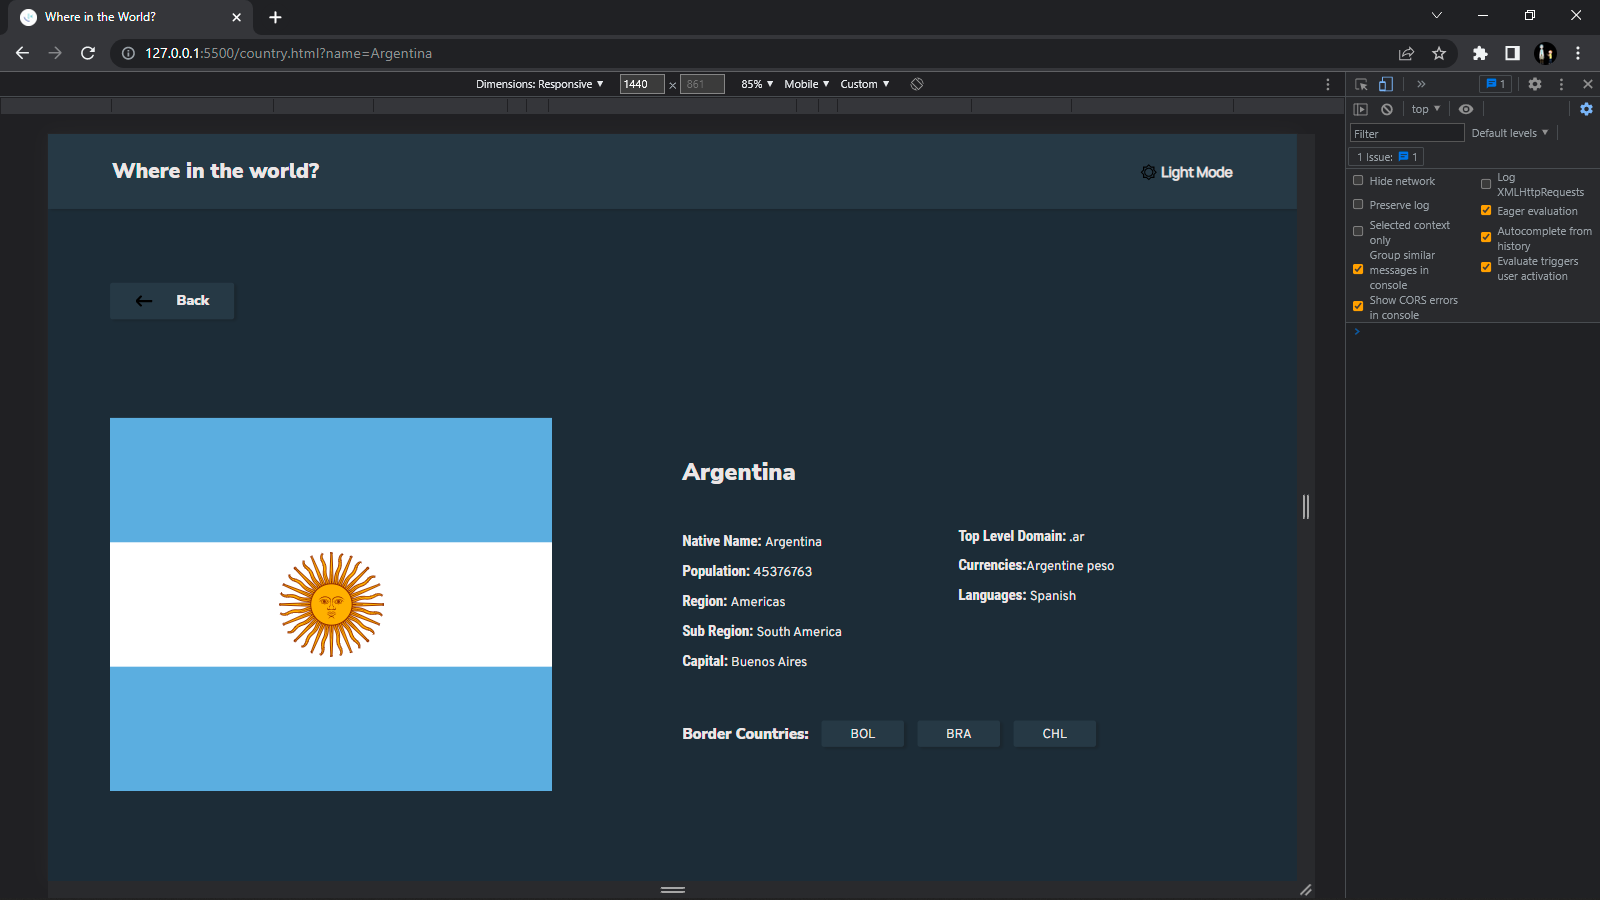 Where in the World?
127.0.0.1:5500/country.html?name=Argentina
Dimensions: Responsive 1440 × 861 85% Mobile Custom
1
top
Filter Default levels
1 Issue: 1
Hide network
Log XMLHttpRequests
Preserve log
Eager evaluation
Selected context only
Autocomplete from history
Group similar messages in console
Evaluate triggers user activation
Show CORS errors in console
Where in the world?
Light Mode
Back
Argentina
Native Name: Argentina
Population: 45376763
Region: Americas
Sub Region: South America
Capital: Buenos Aires
Top Level Domain: .ar
Currencies:Argentine peso
Languages: Spanish
Border Countries: BOL BRA CHL